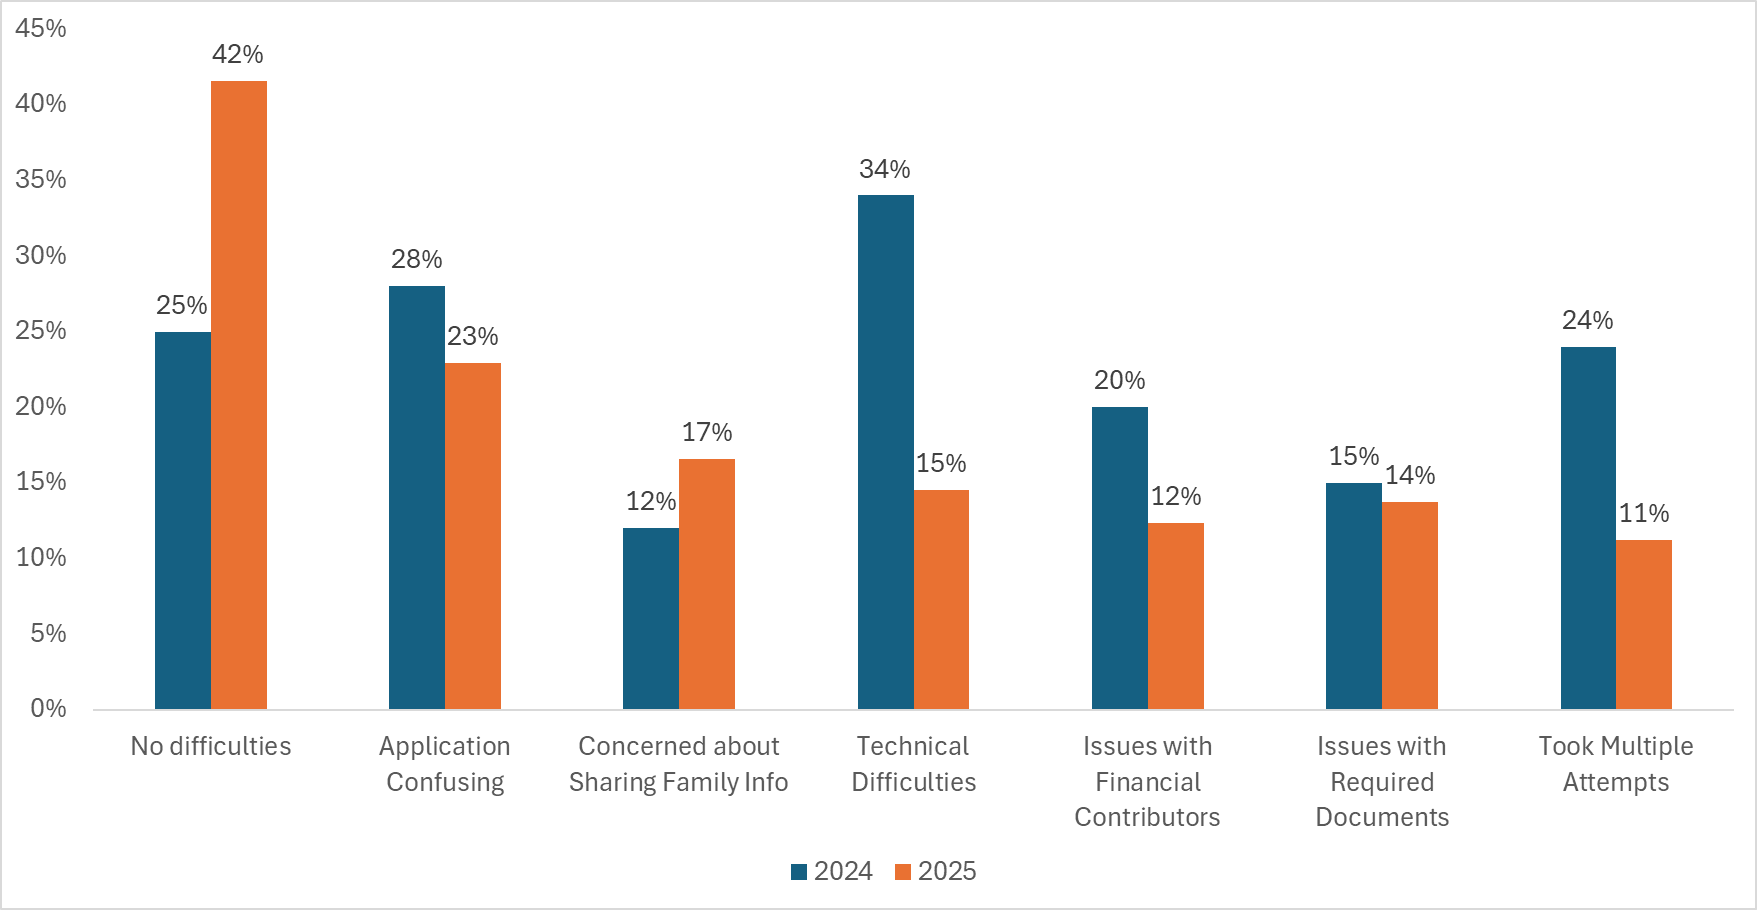 45%
40%
35%
30%
25%
20%
15%
10%
5%
0%
25%
42%
28%
23%
12%
17%
34%
15%
20%
12%
15%
14%
24%
11%
No difficulties
Application
Confusing
Concerned about
Sharing Family Info
Technical
Difficulties
Issues with
Financial
Contributors
Issues with
Required
Documents
Took Multiple
Attempts
2024 2025